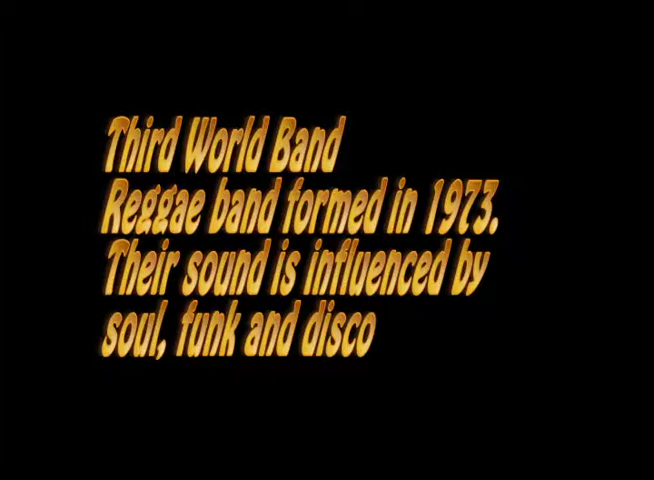 Third World Band
Reggae band formed in 1973.
Their sound is influenced by
soul, funk and disco